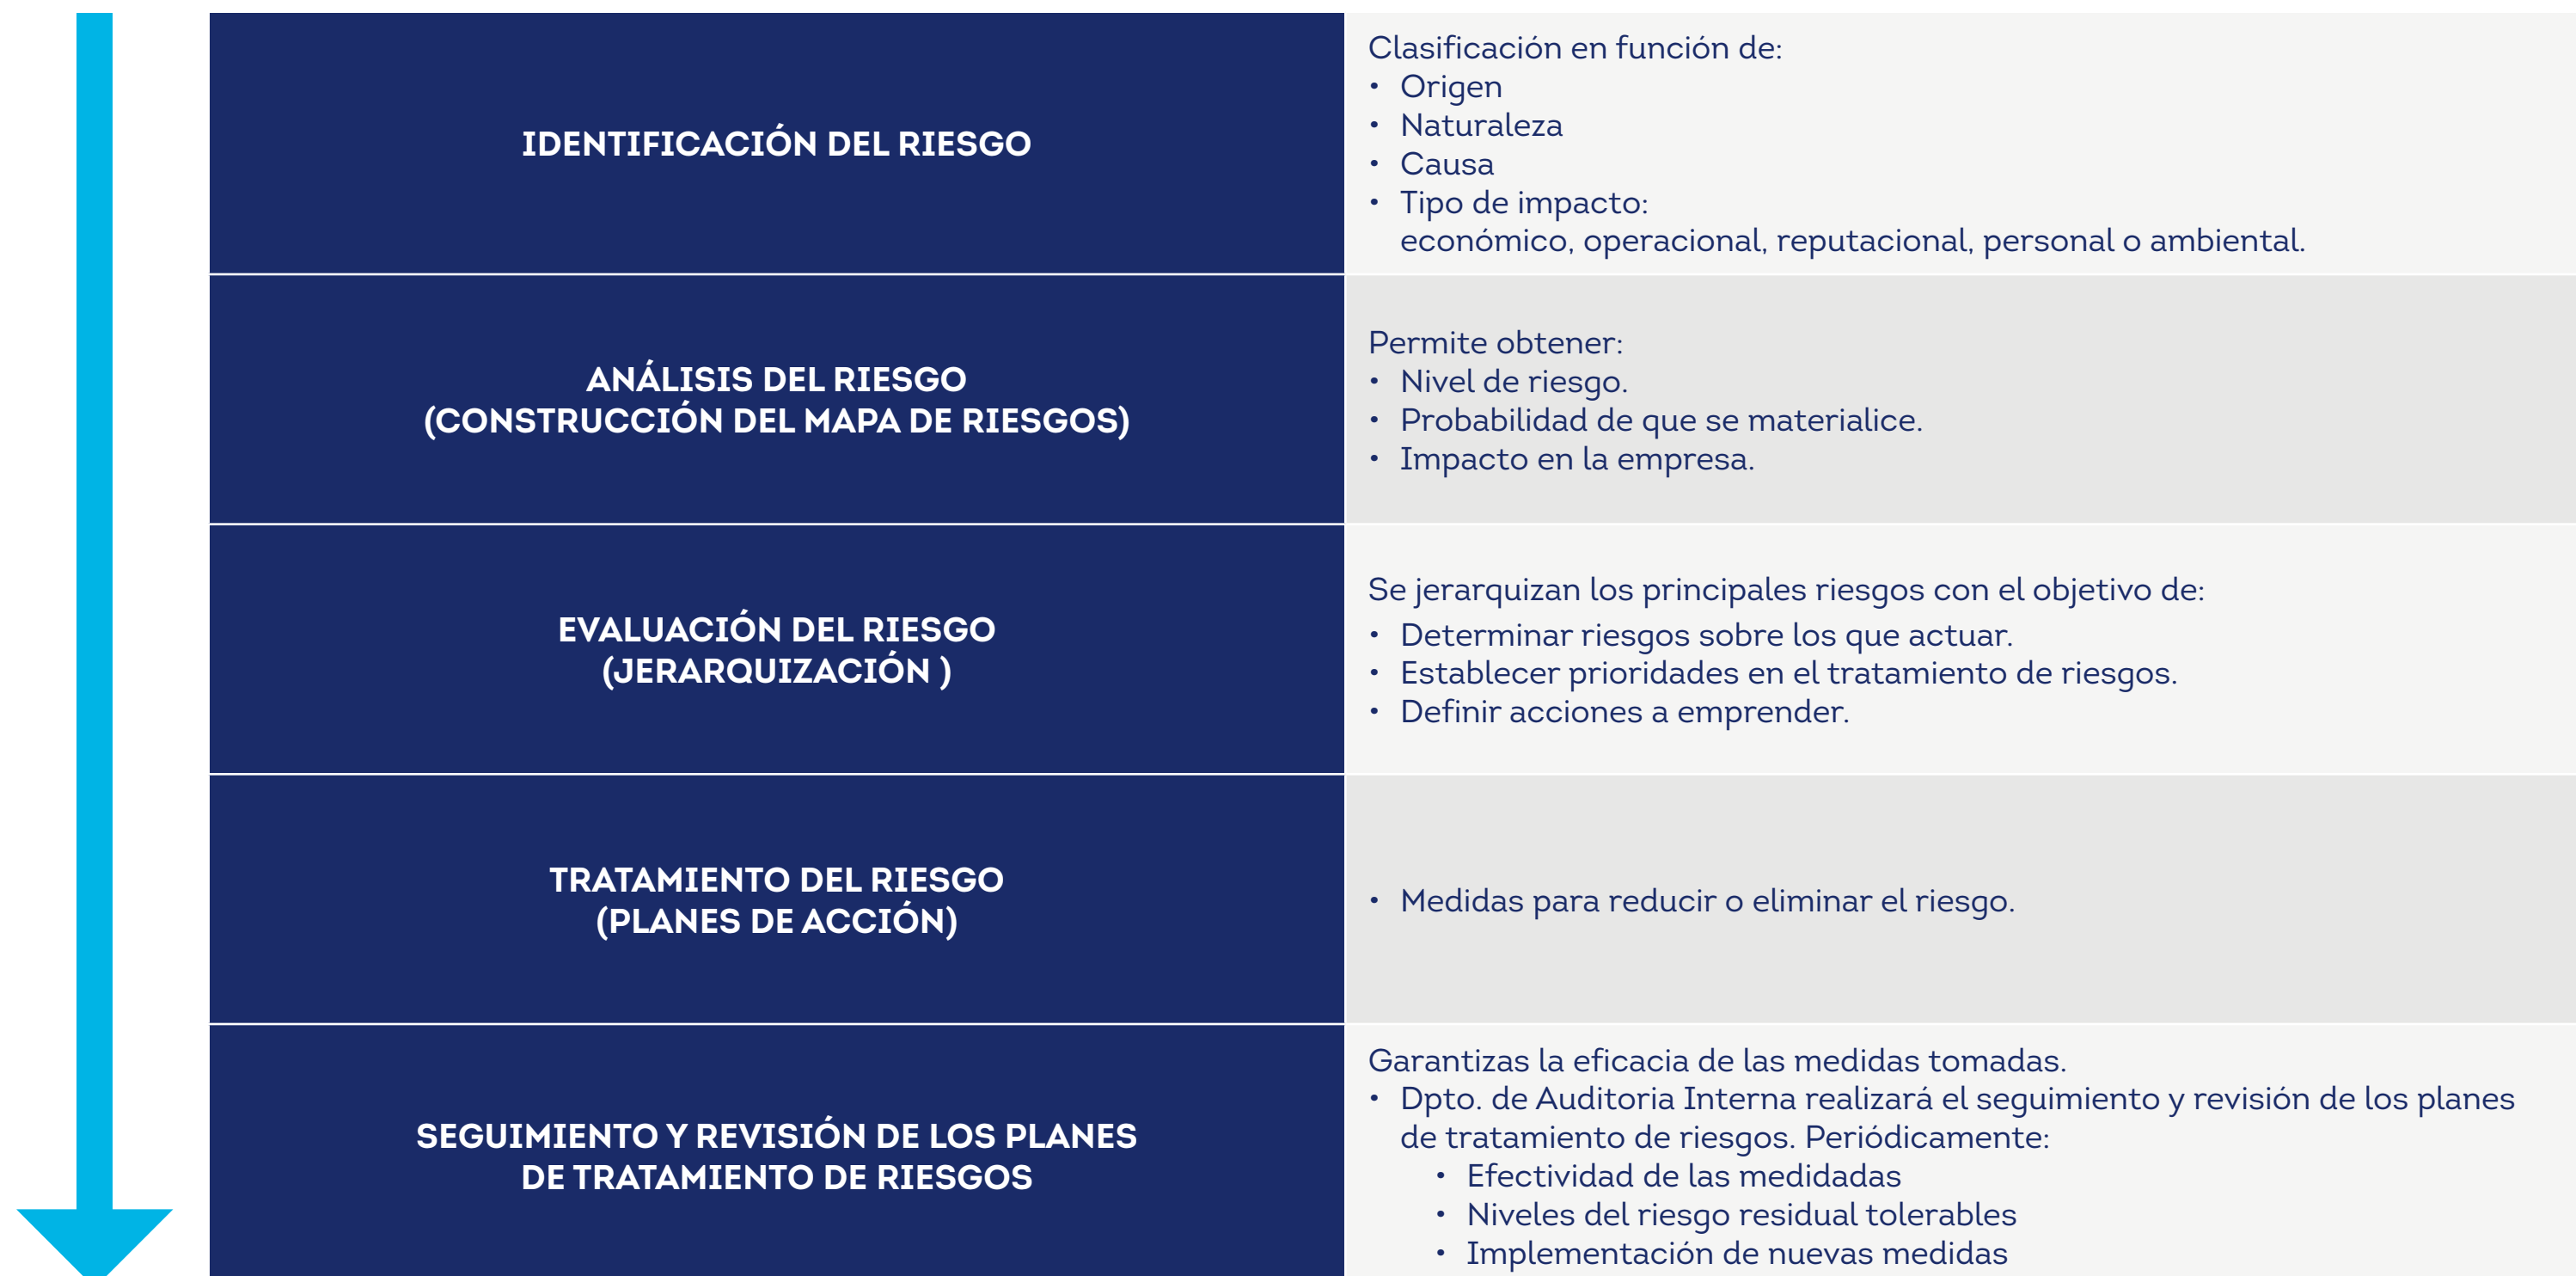 IDENTIFICACIÓN DEL RIESGO
Clasificación en función de:
• Origen
• Naturaleza
• Causa
• Tipo de impacto:
económico, operacional, reputacional, personal o ambiental.
ANÁLISIS DEL RIESGO
(CONSTRUCCIÓN DEL MAPA DE RIESGOS)
Permite obtener:
• Nivel de riesgo.
• Probabilidad de que se materialice.
• Impacto en la empresa.
EVALUACIÓN DEL RIESGO
(JERARQUIZACIÓN )
Se jerarquizan los principales riesgos con el objetivo de:
• Determinar riesgos sobre los que actuar.
• Establecer prioridades en el tratamiento de riesgos.
• Definir acciones a emprender.
TRATAMIENTO DEL RIESGO
(PLANES DE ACCIÓN)
• Medidas para reducir o eliminar el riesgo.
SEGUIMIENTO Y REVISIÓN DE LOS PLANES
DE TRATAMIENTO DE RIESGOS
Garantizas la eficacia de las medidas tomadas.
• Dpto. de Auditoria Interna realizará el seguimiento y revisión de los planes
de tratamiento de riesgos. Periódicamente:
• Efectividad de las medidadas
• Niveles del riesgo residual tolerables
• Implementación de nuevas medidas